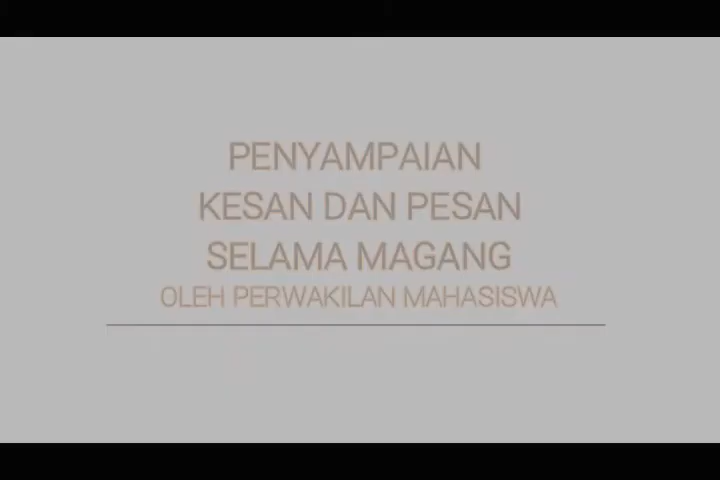 PENYAMPAIAN
KESAN DAN PESAN
SELAMA MAGANG
OLEH PERWAKILAN MAHASISWA